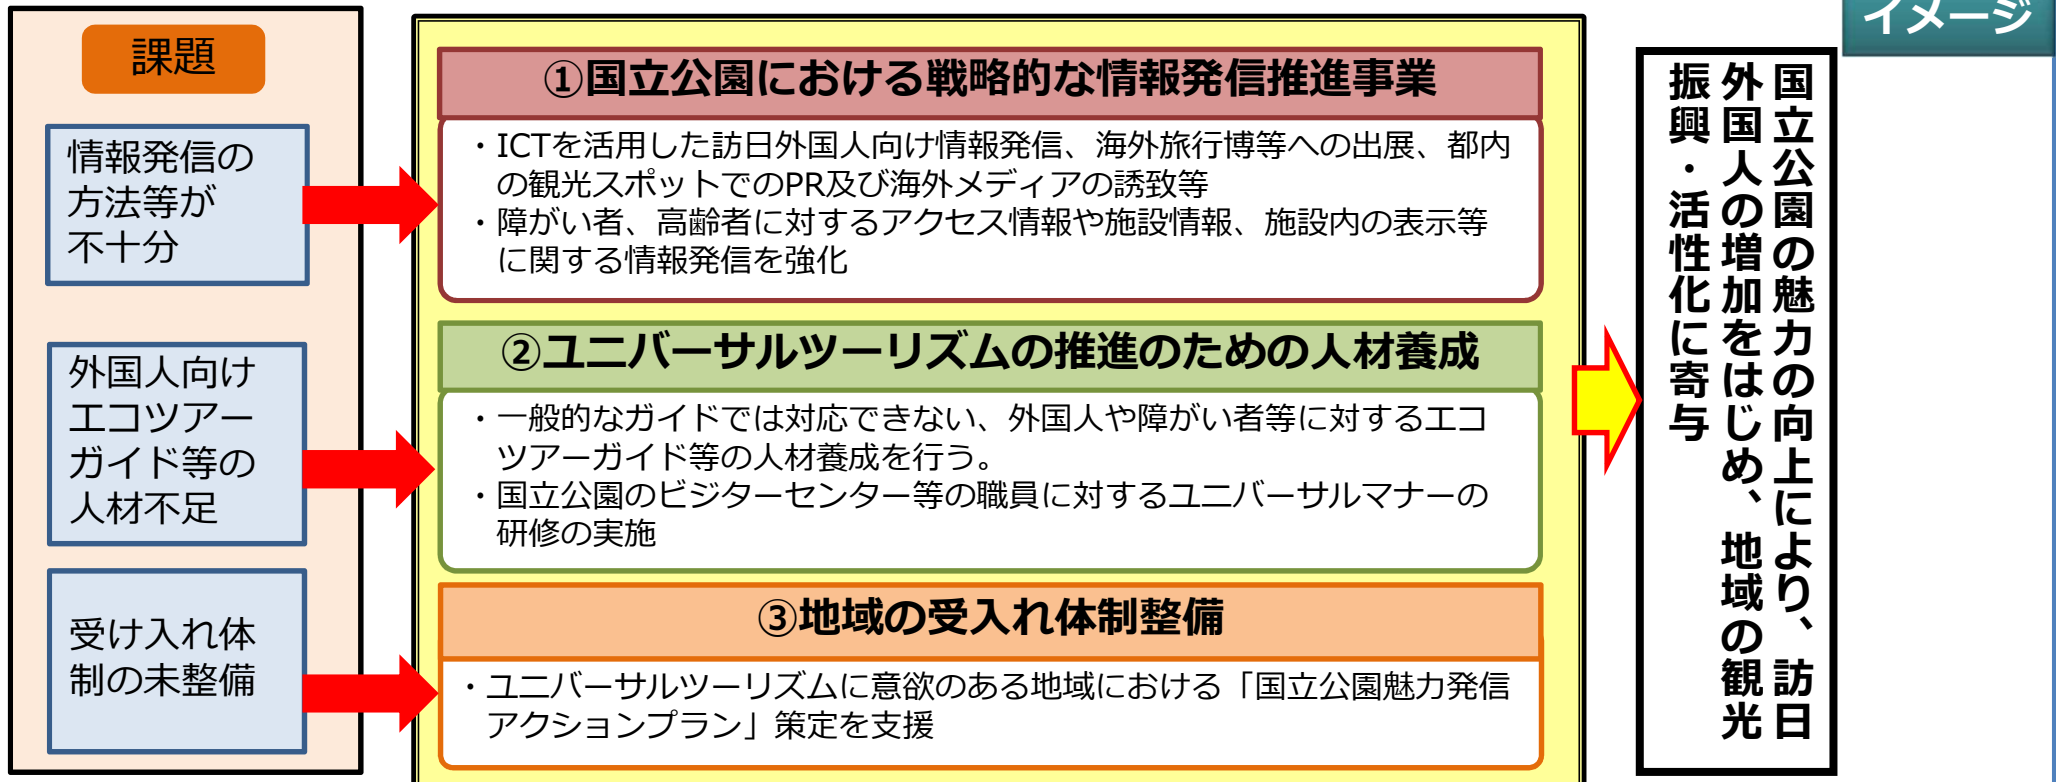 イメージ
課題
情報発信の
方法等が
不十分
外国人向け
エコツアー
ガイド等の
人材不足
受け入れ体
制の未整備
①国立公園における戦略的な情報発信推進事業
・ICTを活用した訪日外国人向け情報発信、海外旅行博等への出展、都内
の観光スポットでのPR及び海外メディアの誘致等
・障がい者、高齢者に対するアクセス情報や施設情報、施設内の表示等
に関する情報発信を強化
②ユニバーサルツーリズムの推進のための人材養成
・一般的なガイドでは対応できない、外国人や障がい者等に対するエコ
ツアーガイド等の人材養成を行う。
・国立公園のビジターセンター等の職員に対するユニバーサルマナーの
研修の実施
③地域の受入れ体制整備
・ユニバーサルツーリズムに意欲のある地域における「国立公園魅力発信
アクションプラン」策定を支援
国立公園の魅力の向上により、訪日
外国人の増加をはじめ、地域の観光
振興・活性化に寄与